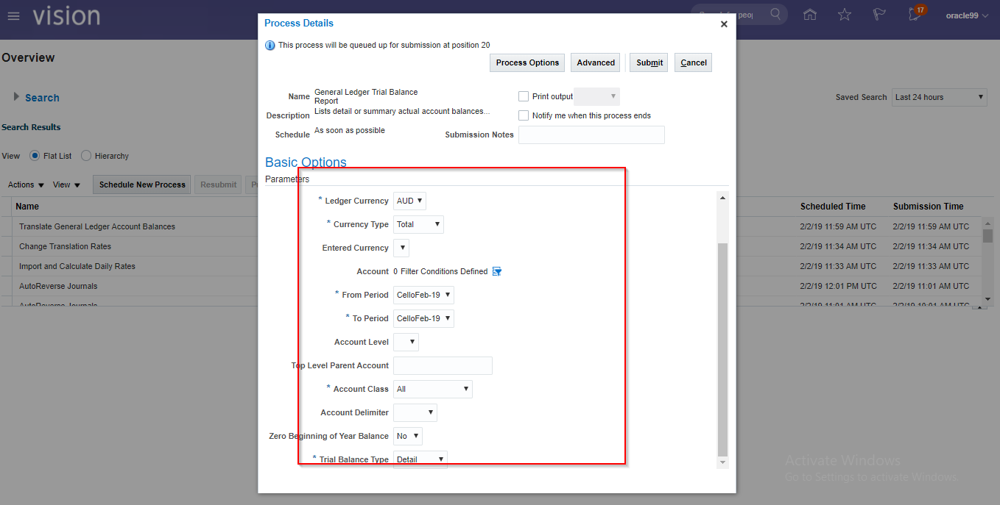 vision
peo
17
oracle99
Overview
Search
Saved Search Last 24 hours
Search Results
View Flat List Hierarchy
Actions View Schedule New Process Resubmit
Name Scheduled Time Submission Time
Translate General Ledger Account Balances 2/2/19 11:59 AM UTC 2/2/19 11:59 AM UTC
Change Translation Rates 2/2/19 11:34 AM UTC 2/2/19 11:34 AM UTC
Import and Calculate Daily Rates 2/2/19 11:33 AM UTC 2/2/19 11:33 AM UTC
AutoReverse Journals 2/2/19 12:01 PM UTC 2/2/19 11:01 AM UTC
AutoReverse Journals 2/2/19 11:01 AM UTC 2/2/19 10:01 AM UTC
Process Details
This process will be queued up for submission at position 20
Process Options Advanced Submit Cancel
Name General Ledger Trial Balance
Report
Print output
Description Lists detail or summary actual account balances...
Notify me when this process ends
Schedule As soon as possible
Submission Notes
Basic Options
Parameters
* Ledger Currency AUD
* Currency Type Total
Entered Currency
Account 0 Filter Conditions Defined
* From Period CelloFeb-19
* To Period CelloFeb-19
Account Level
Top Level Parent Account
* Account Class All
Account Delimiter
Zero Beginning of Year Balance No
* Trial Balance Type Detail
Activate Windows
Go to Settings to activate Windows.